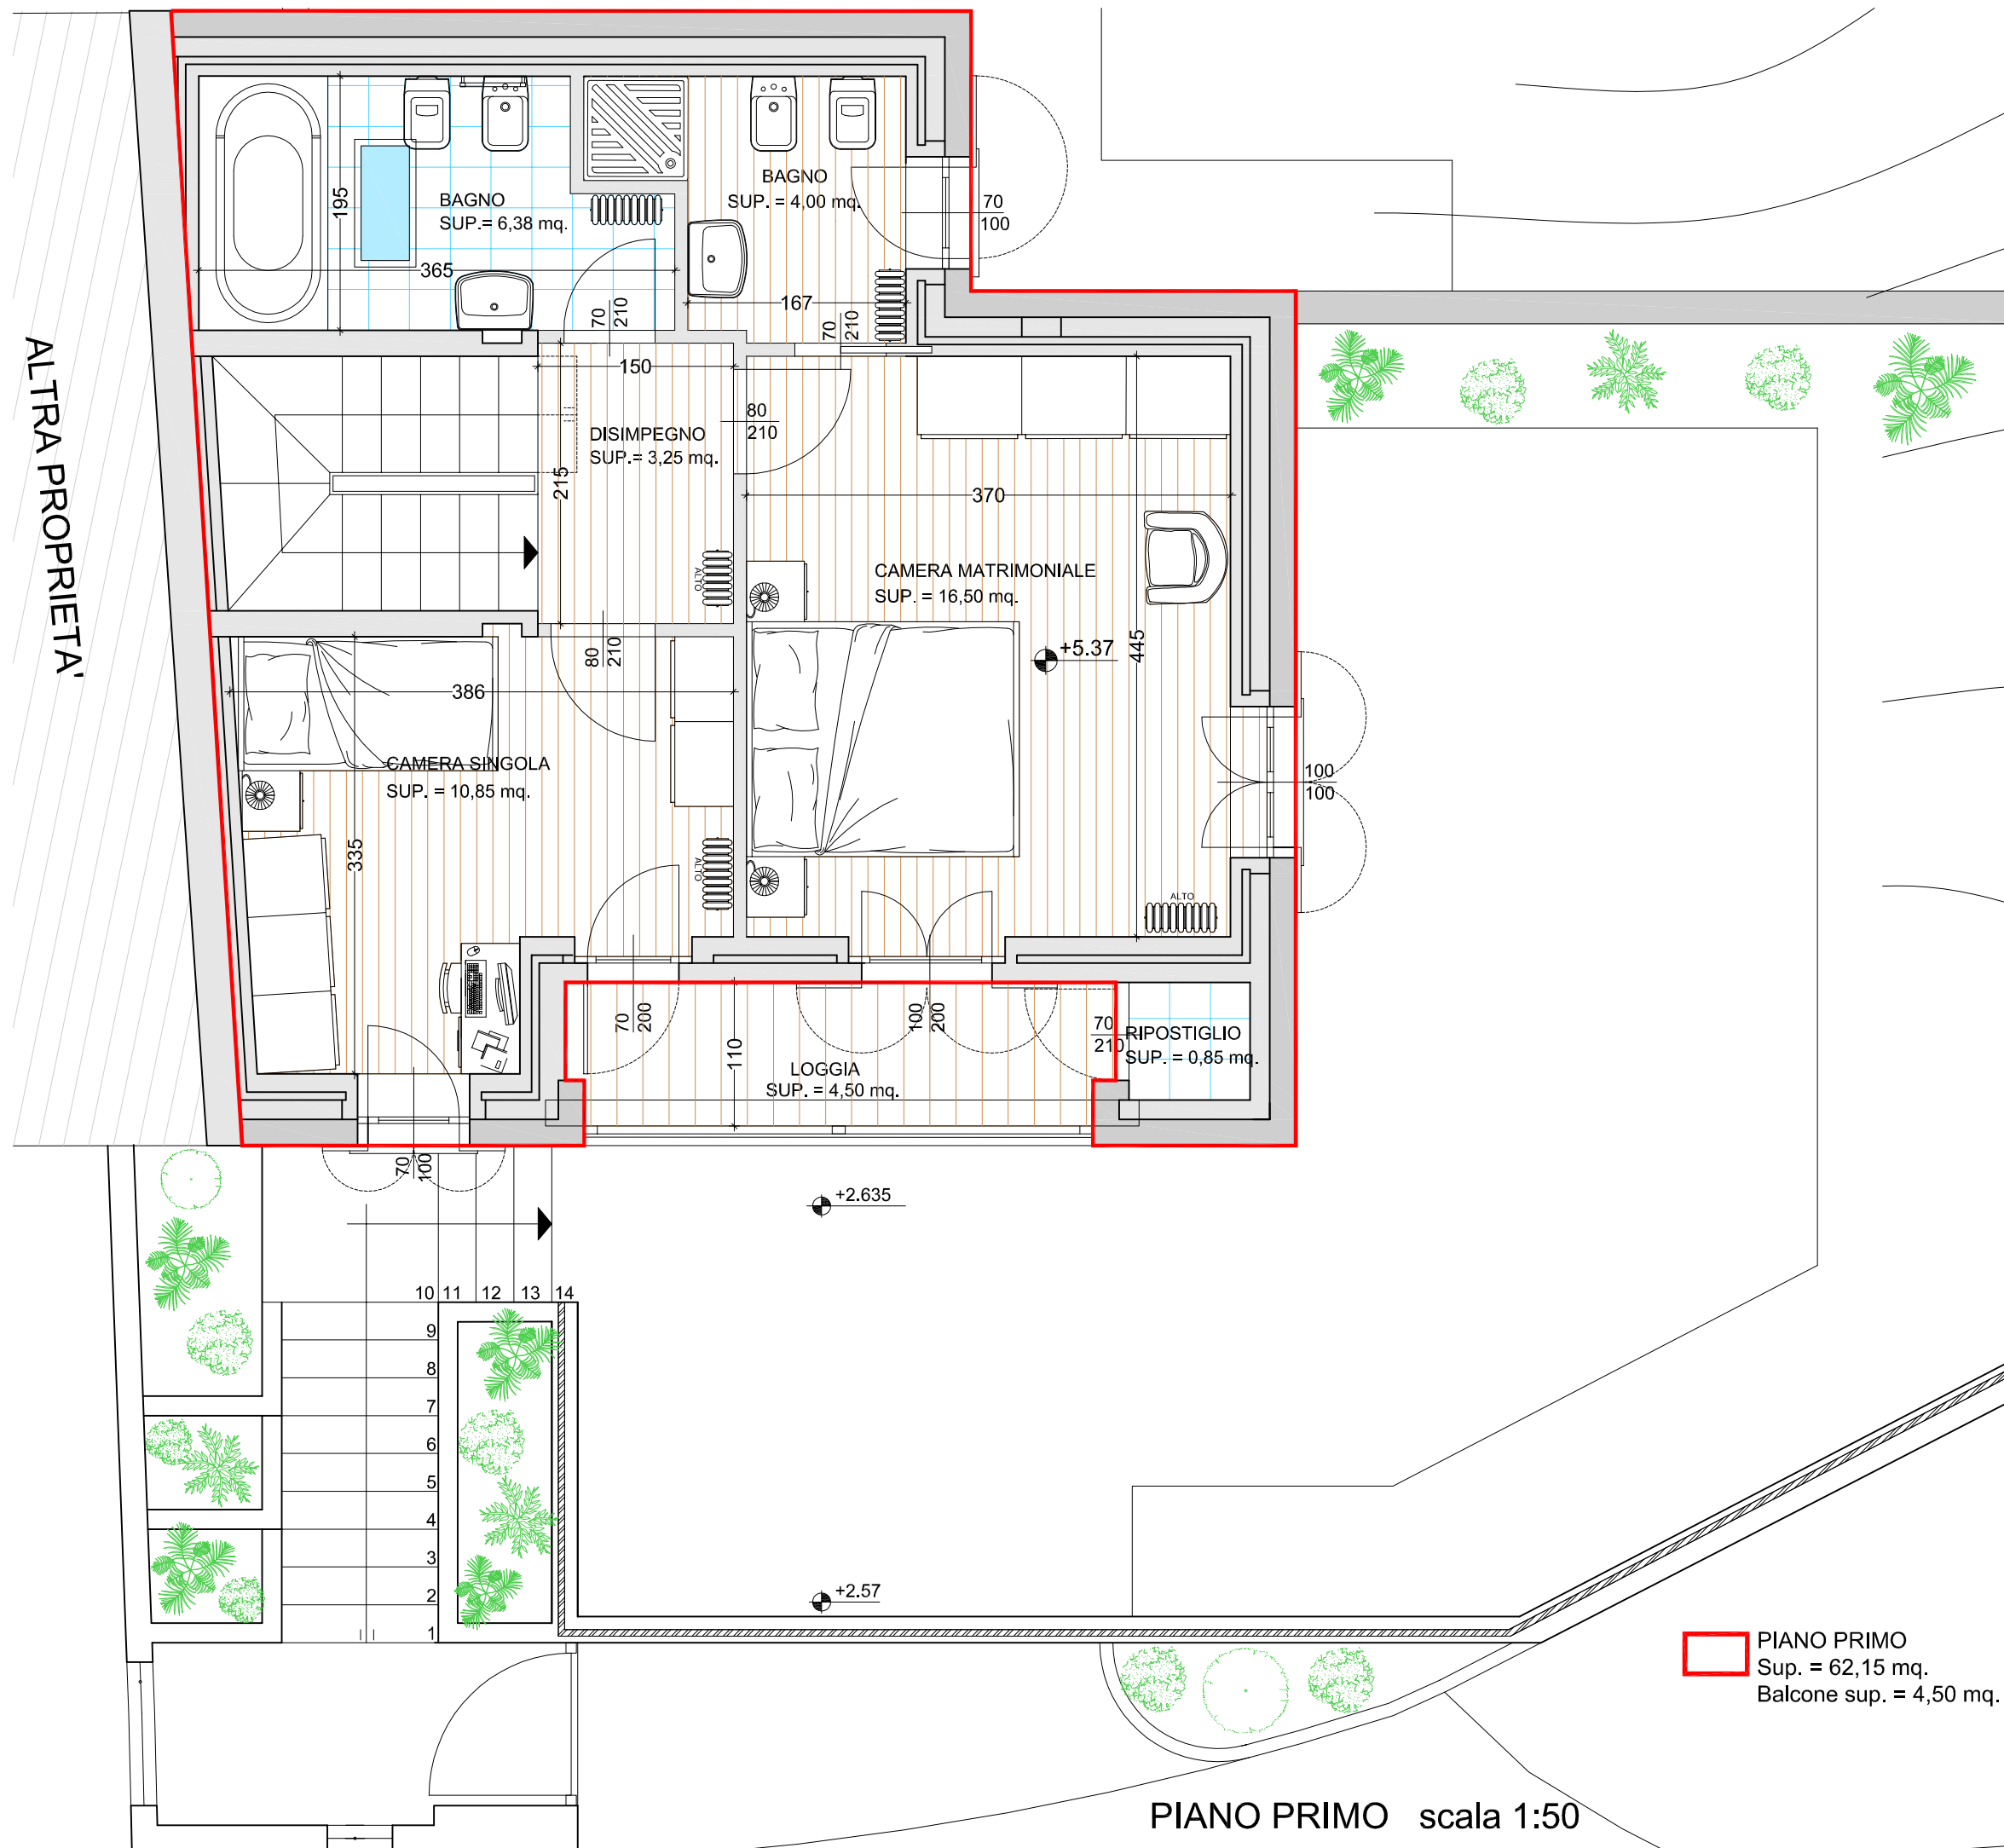 ALTRA PROPRIETA'
195
BAGNO
SUP.= 6,38 mq.
365
70
210
BAGNO
SUP. = 4,00 mq.
167
70
210
70
100
150
80
210
DISIMPEGNO
SUP.= 3,25 mq.
215
ALTO
370
CAMERA MATRIMONIALE
SUP. = 16,50 mq.
+5.37
445
80
210
386
CAMERA SINGOLA
SUP. = 10,85 mq.
335
ALTO
ALTO
100
100
70
200
100
200
110
LOGGIA
SUP. = 4,50 mq.
70
210
RIPOSTIGLIO
SUP. = 0,85 mq.
70
100
+2.635
10 11 12 13 14
9
8
7
6
5
4
3
2
1
+2.57
PIANO PRIMO
Sup. = 62,15 mq.
Balcone sup. = 4,50 mq.
PIANO PRIMO scala 1:50